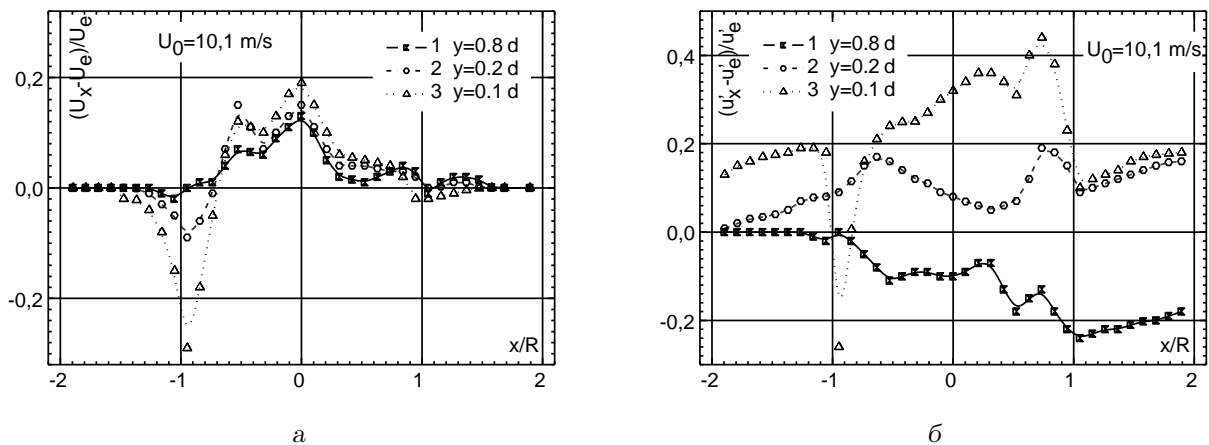 (U_x-U_e)/U_e
U_0=10,1 m/s
1 y=0.8 d
2 y=0.2 d
3 y=0.1 d
0,2
0,0
-0,2
x/R
-2 -1 0 1 2
а
(u'_x-u'_e)/u'_e
1 y=0.8 d
2 y=0.2 d
3 y=0.1 d
U_0=10,1 m/s
0,4
0,2
0,0
-0,2
x/R
-2 -1 0 1 2
б